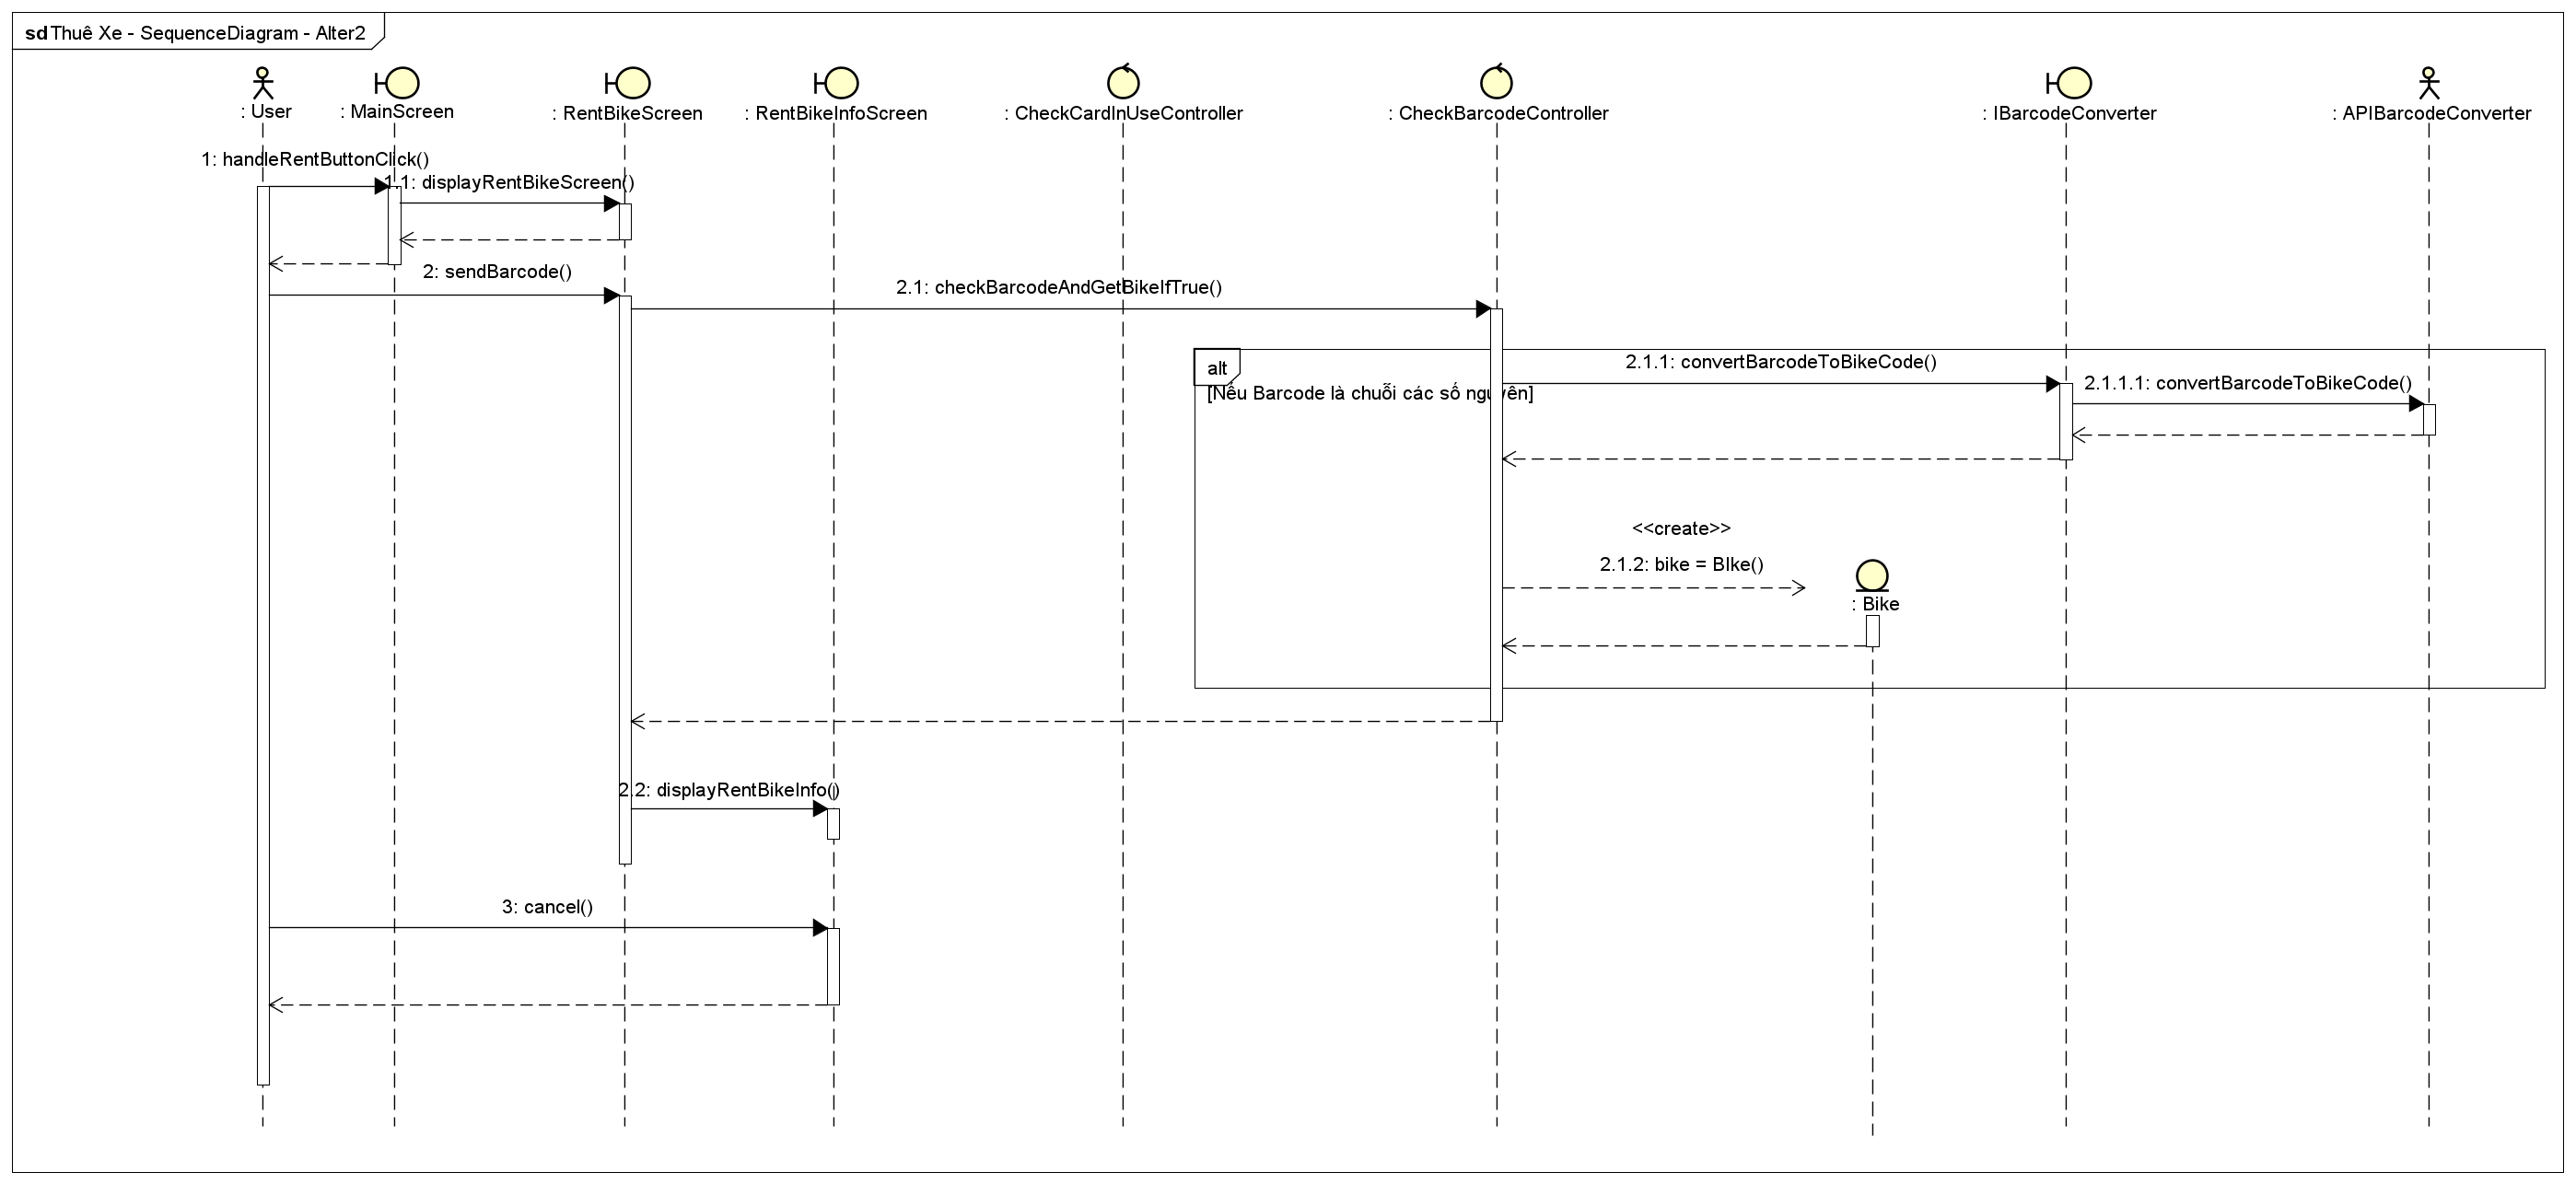 sd Thuê Xe - SequenceDiagram - Alter2
: User
: MainScreen
: RentBikeScreen
: RentBikeInfoScreen
: CheckCardInUseController
: CheckBarcodeController
: IBarcodeConverter
: APIBarcodeConverter
1: handleRentButtonClick()
1.1: displayRentBikeScreen()
2: sendBarcode()
2.1: checkBarcodeAndGetBikeIfTrue()
alt
[Nếu Barcode là chuỗi các số nguyên]
2.1.1: convertBarcodeToBikeCode()
2.1.1.1: convertBarcodeToBikeCode()
<<create>>
2.1.2: bike = BIke()
: Bike
2.2: displayRentBikeInfo()
3: cancel()